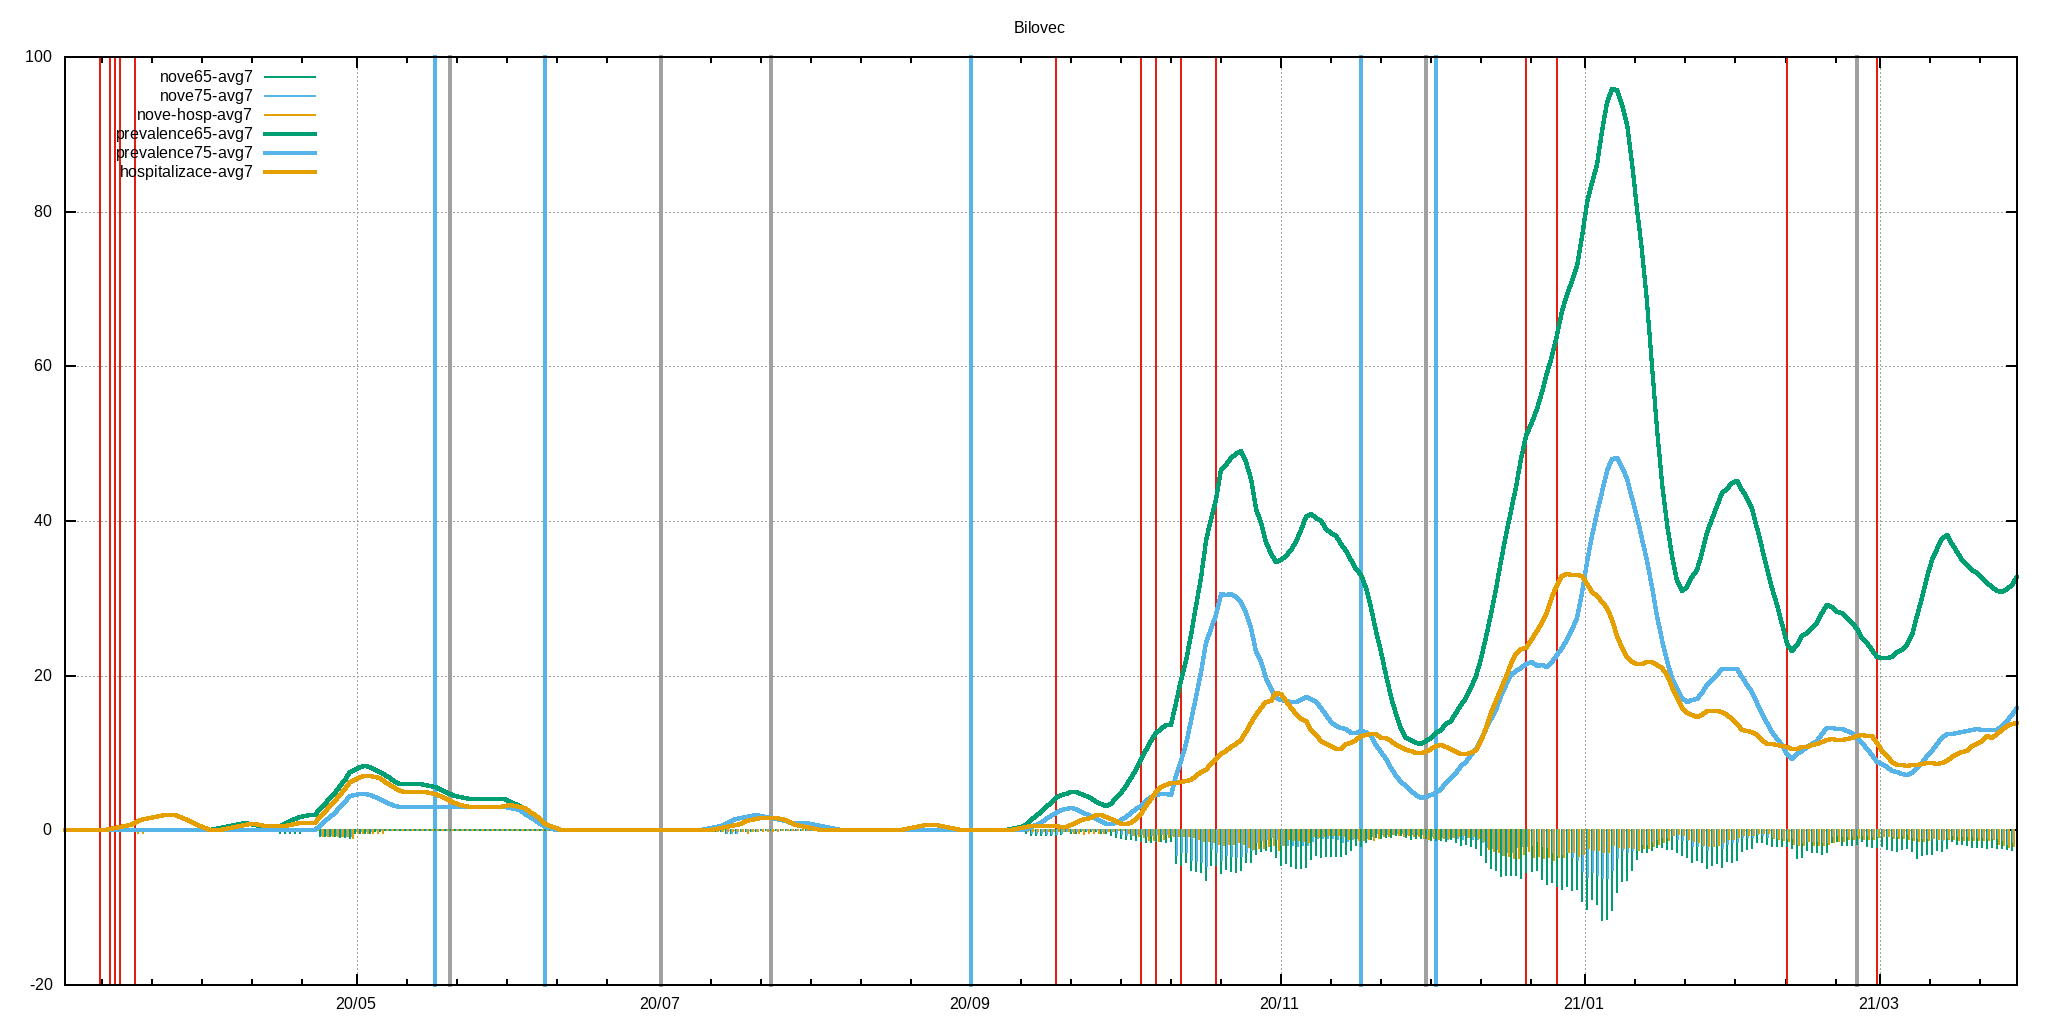 Bilovec
100
nove65-avg7
nove75-avg7
nove-hosp-avg7
prevalence65-avg7
prevalence75-avg7
hospitalizace-avg7
80
60
40
20
0
-20
20/05
20/07
20/09
20/11
21/01
21/03